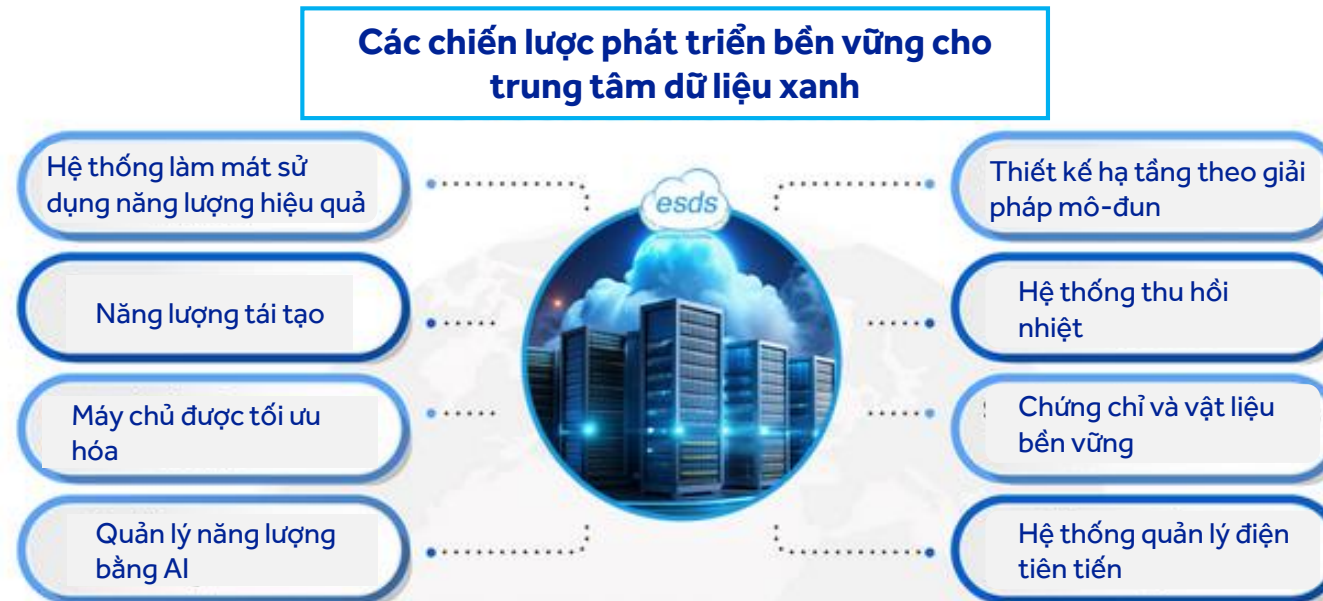 Các chiến lược phát triển bền vững cho
trung tâm dữ liệu xanh
Hệ thống làm mát sử
dụng năng lượng hiệu quả
Năng lượng tái tạo
Máy chủ được tối ưu
hóa
Quản lý năng lượng
bằng AI
esds
Thiết kế hạ tầng theo giải
pháp mô-đun
Hệ thống thu hồi
nhiệt
Chứng chỉ và vật liệu
bền vững
Hệ thống quản lý điện
tiên tiến